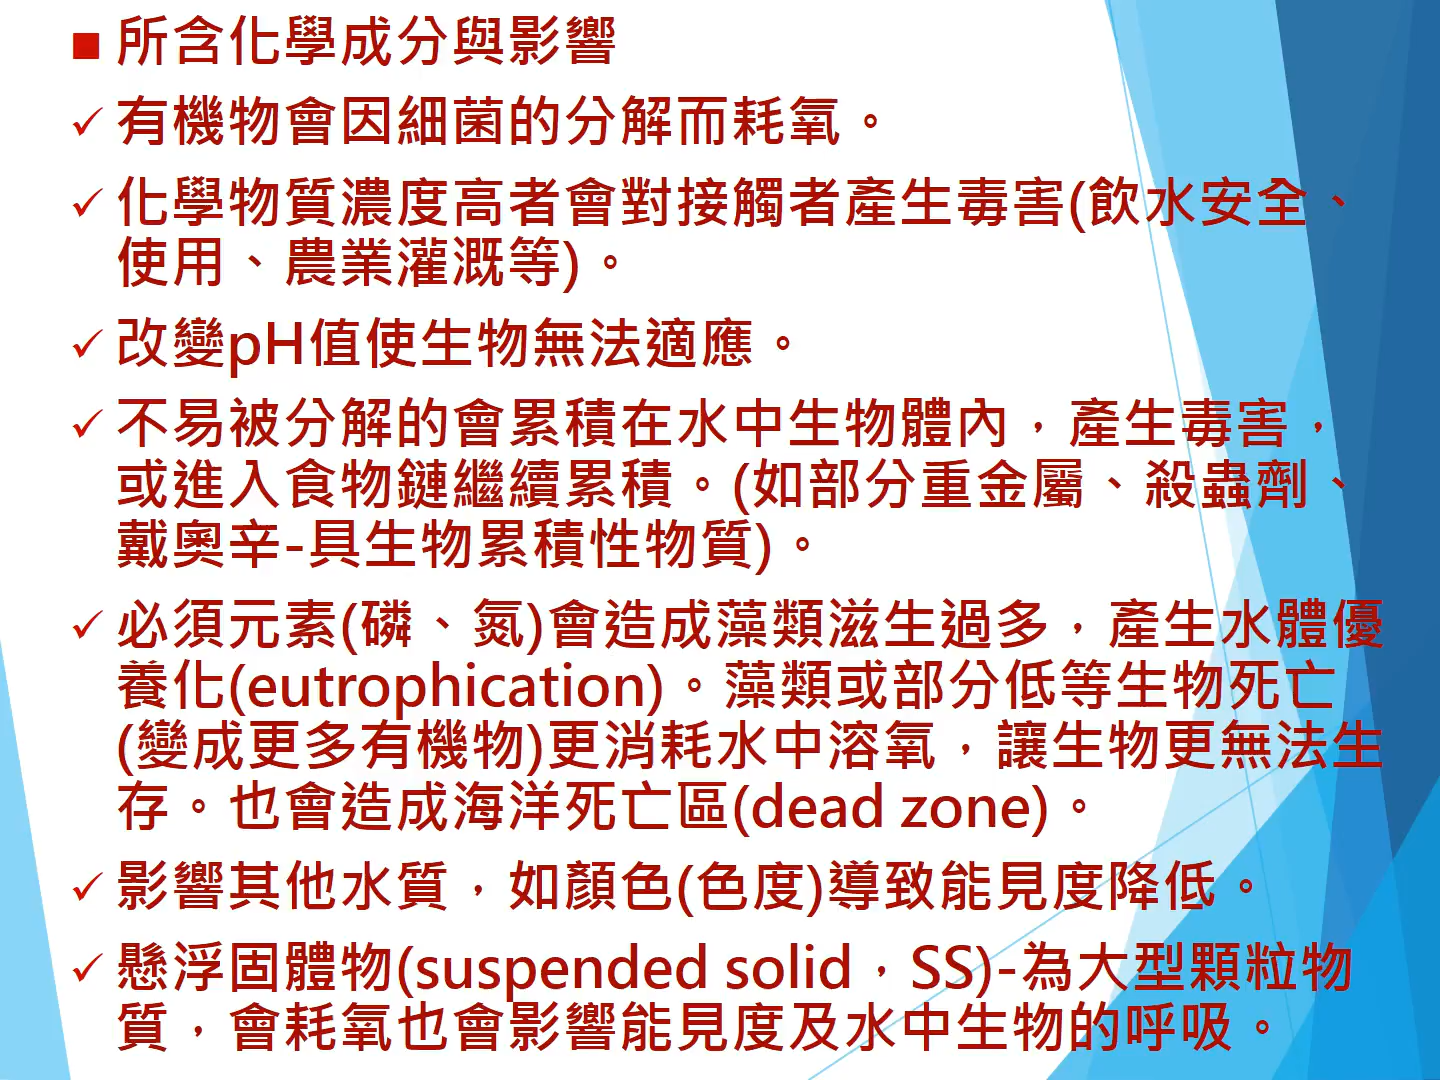 所含化學成分與影響
有機物會因細菌的分解而耗氧。
化學物質濃度高者會對接觸者產生毒害(飲水安全、
使用、農業灌溉等)。
改變pH值使生物無法適應。
不易被分解的會累積在水中生物體內，產生毒害，
或進入食物鏈繼續累積。(如部分重金屬、殺蟲劑、
戴奧辛-具生物累積性物質)。
必須元素(磷、氮)會造成藻類滋生過多，產生水體優
養化(eutrophication)。藻類或部分低等生物死亡
(變成更多有機物)更消耗水中溶氧，讓生物更無法生
存。也會造成海洋死亡區(dead zone)。
影響其他水質，如顏色(色度)導致能見度降低。
懸浮固體物(suspended solid，SS)-為大型顆粒物
質，會耗氧也會影響能見度及水中生物的呼吸。